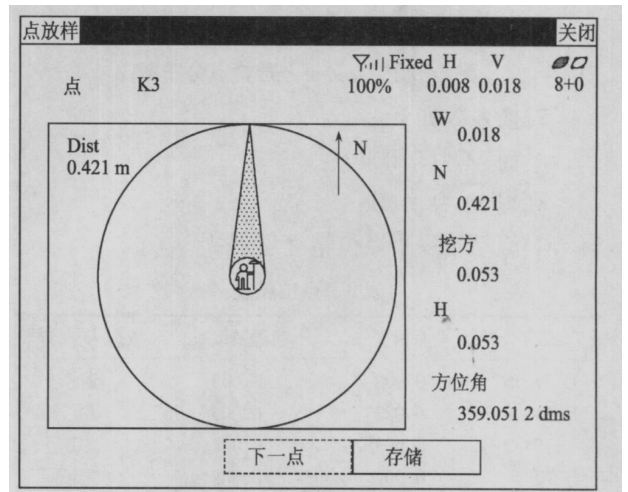 点放样 关闭
Fixed H V
点 K3 100% 0.008 0.018 8+0
W
0.018
Dist
0.421 m
N
N
0.421
挖方
0.053
H
0.053
方位角
359.051 2 dms
下一点 存储